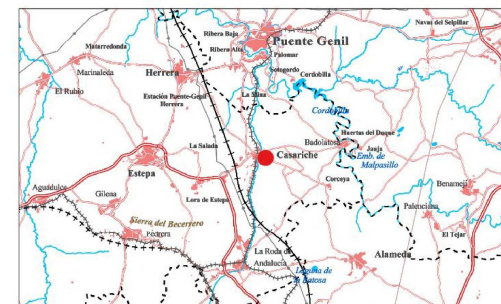 Ribera Baja
Navas del Selpillar
Puente Genil
Ribera Alta
Palomar
Matarredonda
Sotogordo
Cordobilla
Marinaleda
Herrera
El Rubio
Estación Puente-Genil
Herrera
La Mina
Cordobilla
Huertas del Duque
Badolatosa
Jauja
La Salada
Casariche
Emb. de
Malpasillo
Estepa
Corcoya
Aguadulce
Gilena
Lora de Estepa
Benamejí
Palenciana
Sierra del Becerrero
Pedrera
El Tejar
La Roda de
Andalucía
Alameda
Laguna de
la Ratosa